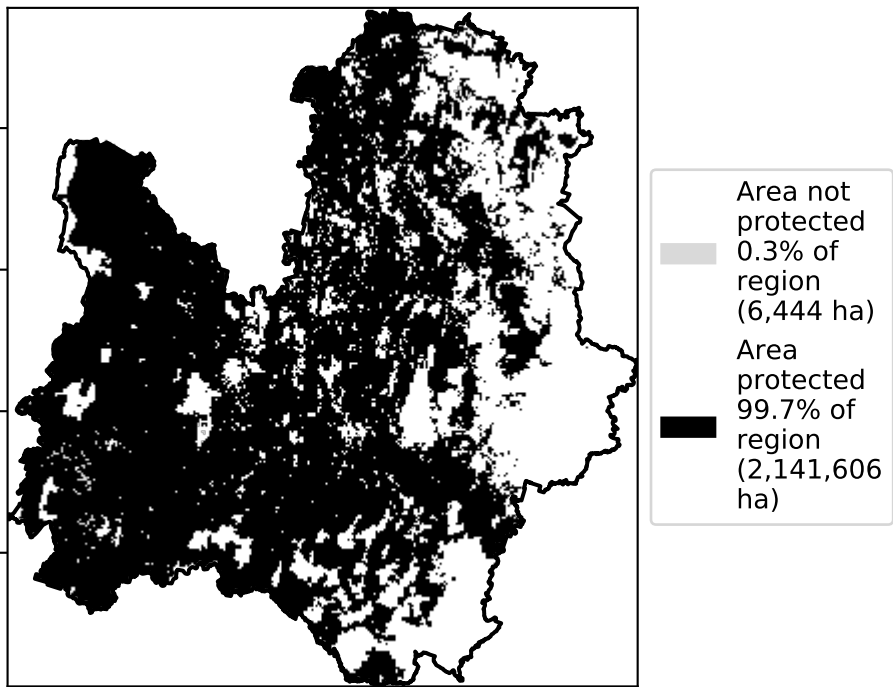 Area not
protected
0.3% of
region
(6,444 ha)
Area
protected
99.7% of
region
(2,141,606
ha)